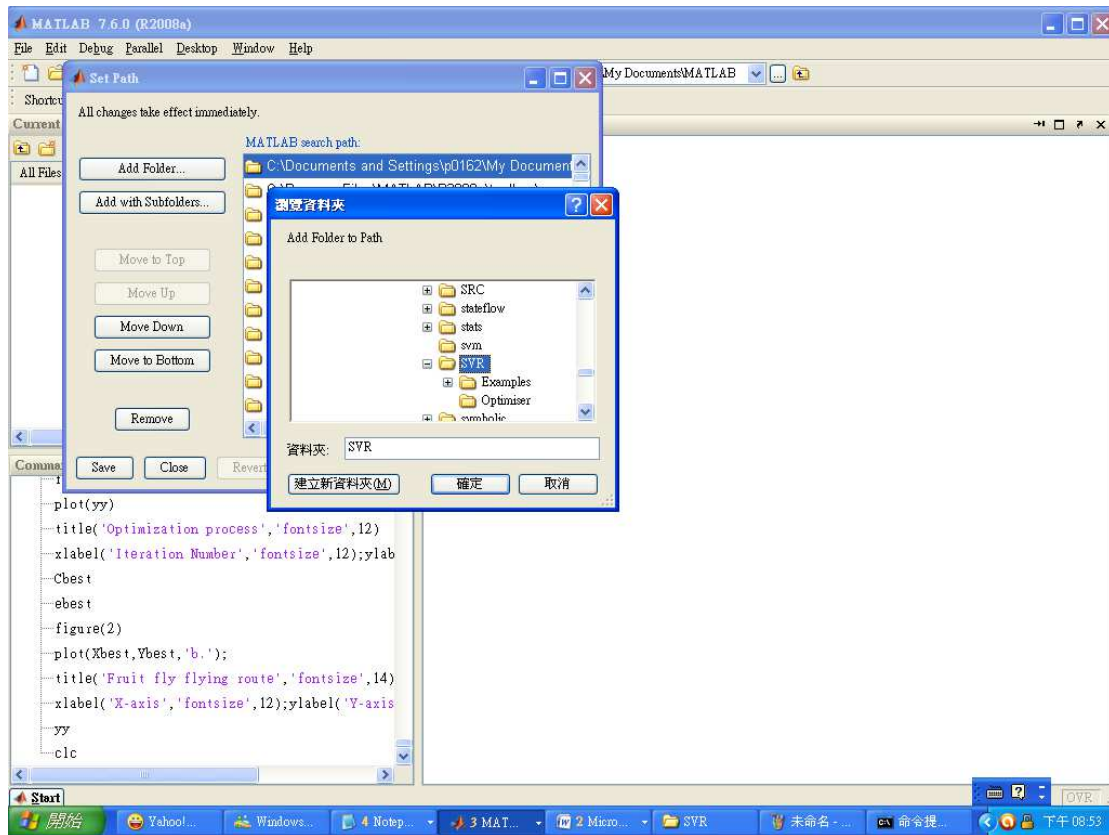 MATLAB 7.6.0 (R2008a)
File Edit Debug Parallel Desktop Window Help
My Documents\MATLAB
Shortcu
Current
All Files
Set Path
All changes take effect immediately.
MATLAB search path:
Add Folder...
Add with Subfolders...
Move to Top
Move Up
Move Down
Move to Bottom
Remove
Save Close Revert
C:\Documents and Settings\p0162\My Document
瀏覽資料夾
Add Folder to Path
SRC
stateflow
stats
svm
SVR
Examples
Optimiser
symbolic
資料夾: SVR
建立新資料夾(M) 確定 取消
Comma
plot(yy)
title('Optimization process','fontsize',12)
xlabel('Iteration Number','fontsize',12);ylab
Cbest
ebest
figure(2)
plot(Xbest,Ybest,'b.');
title('Fruit fly flying route','fontsize',14)
xlabel('X-axis','fontsize',12);ylabel('Y-axis
yy
clc
Start
OVR
開始 Yahoo!... Windows... 4 Notep... 3 MAT... 2 Micro... SVR 未命名 - ... 命令提... 下午 08:53